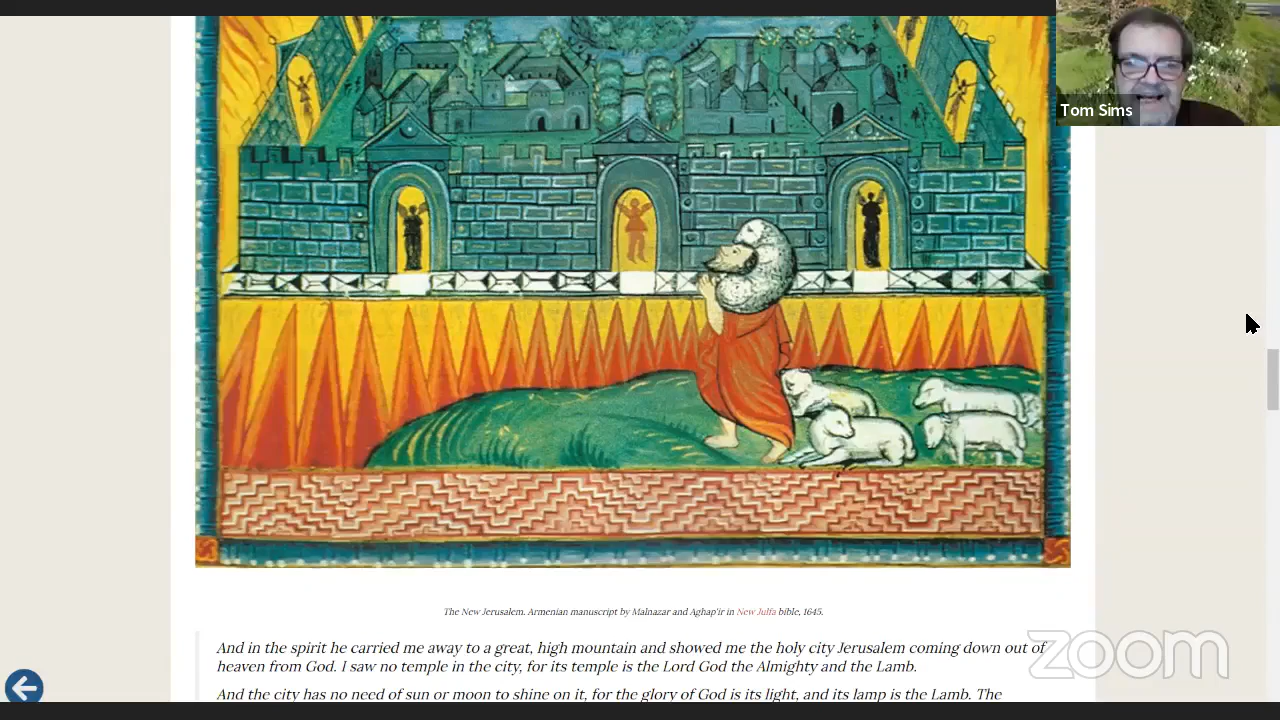 Tom Sims
The New Jerusalem. Armenian manuscript by Malnazar and Aghap'ir in New Julfa bible, 1645.
And in the spirit he carried me away to a great, high mountain and showed me the holy city Jerusalem coming down out of
heaven from God. I saw no temple in the city, for its temple is the Lord God the Almighty and the Lamb.
zoom
And the city has no need of sun or moon to shine on it, for the glory of God is its light, and its lamp is the Lamb. The